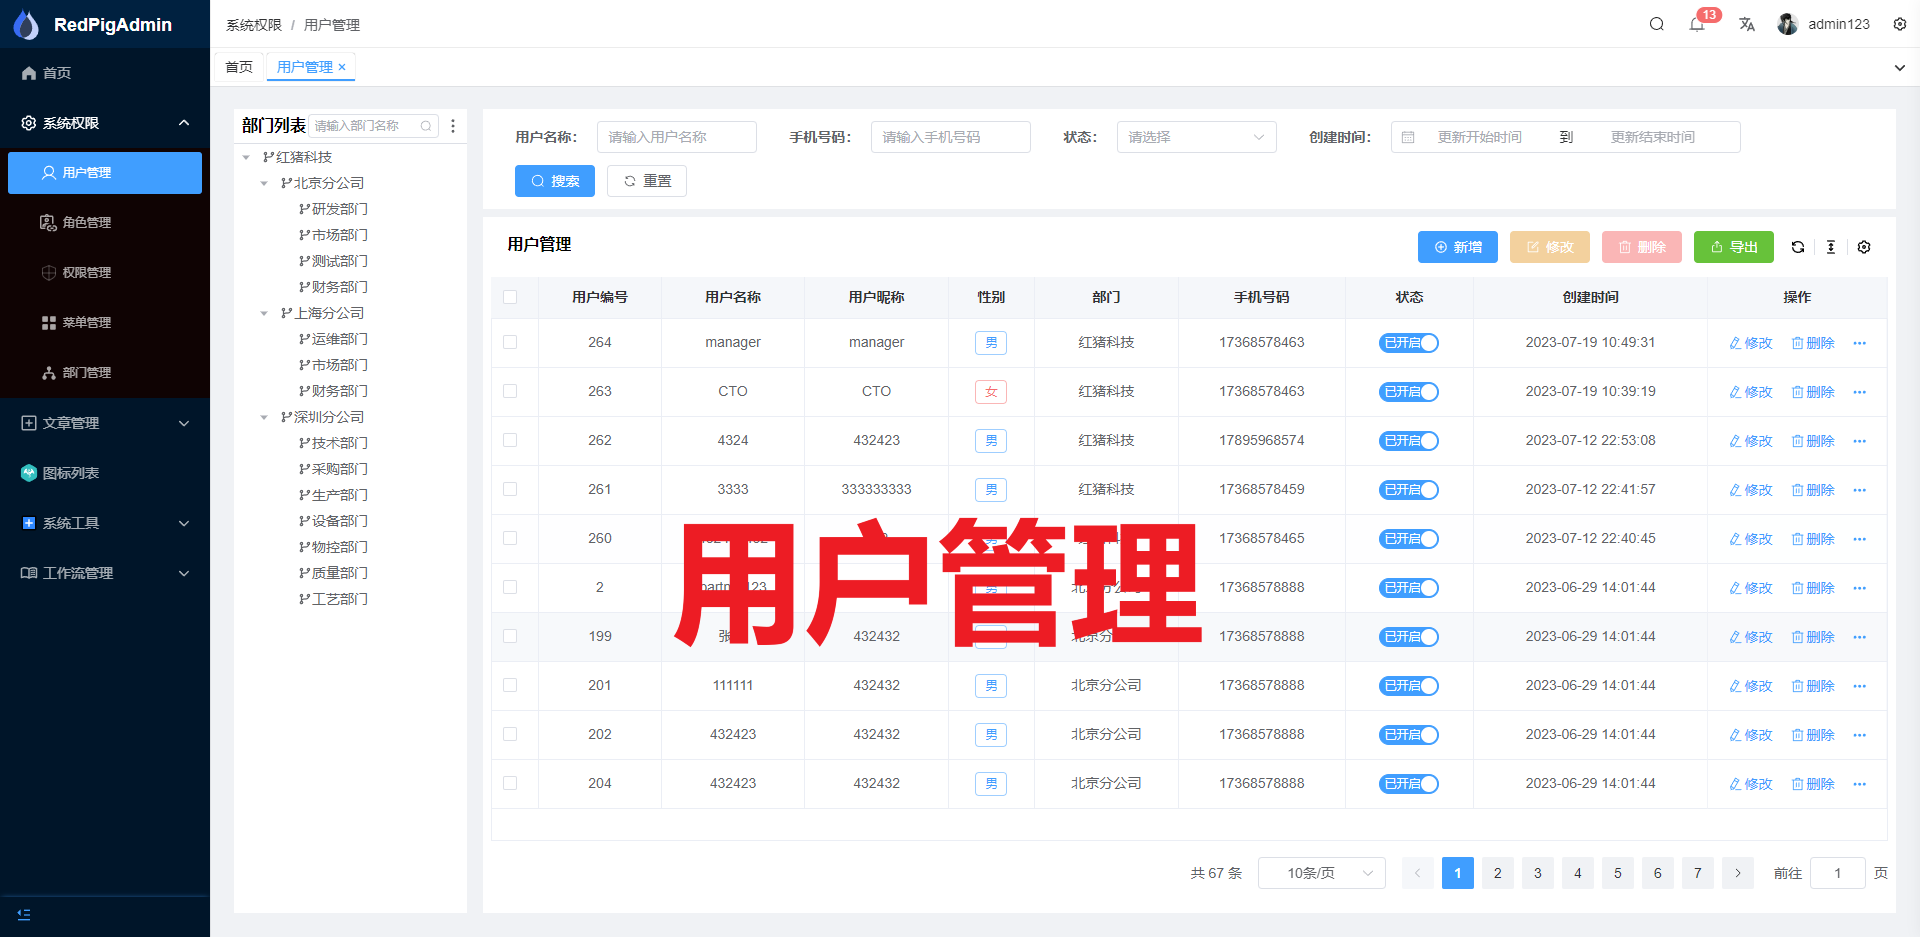 RedPigAdmin
首页
系统权限
用户管理
角色管理
权限管理
菜单管理
部门管理
文章管理
图标列表
系统工具
工作流管理
系统权限 / 用户管理
13
admin123
首页
用户管理 ×
部门列表 请输入部门名称
红猪科技
北京分公司
研发部门
市场部门
测试部门
财务部门
上海分公司
运维部门
市场部门
财务部门
深圳分公司
技术部门
采购部门
生产部门
设备部门
物控部门
质量部门
工艺部门
用户名称： 请输入用户名称 手机号码： 请输入手机号码 状态： 请选择 创建时间： 更新开始时间 到 更新结束时间
搜索 重置
用户管理 新增 修改 删除 导出
用户编号 用户名称 用户昵称 性别 部门 手机号码 状态 创建时间 操作
264 manager manager 男 红猪科技 17368578463 已开启 2023-07-19 10:49:31 修改 删除 ···
263 CTO CTO 女 红猪科技 17368578463 已开启 2023-07-19 10:39:19 修改 删除 ···
262 4324 432423 男 红猪科技 17895968574 已开启 2023-07-12 22:53:08 修改 删除 ···
261 3333 333333333 男 红猪科技 17368578459 已开启 2023-07-12 22:41:57 修改 删除 ···
260 17368578465 已开启 2023-07-12 22:40:45 修改 删除 ···
2 17368578888 已开启 2023-06-29 14:01:44 修改 删除 ···
199 432432 17368578888 已开启 2023-06-29 14:01:44 修改 删除 ···
201 111111 432432 男 北京分公司 17368578888 已开启 2023-06-29 14:01:44 修改 删除 ···
202 432423 432432 男 北京分公司 17368578888 已开启 2023-06-29 14:01:44 修改 删除 ···
204 432423 432432 男 北京分公司 17368578888 已开启 2023-06-29 14:01:44 修改 删除 ···
用户管理
共 67 条 10条/页 1 2 3 4 5 6 7 前往 1 页